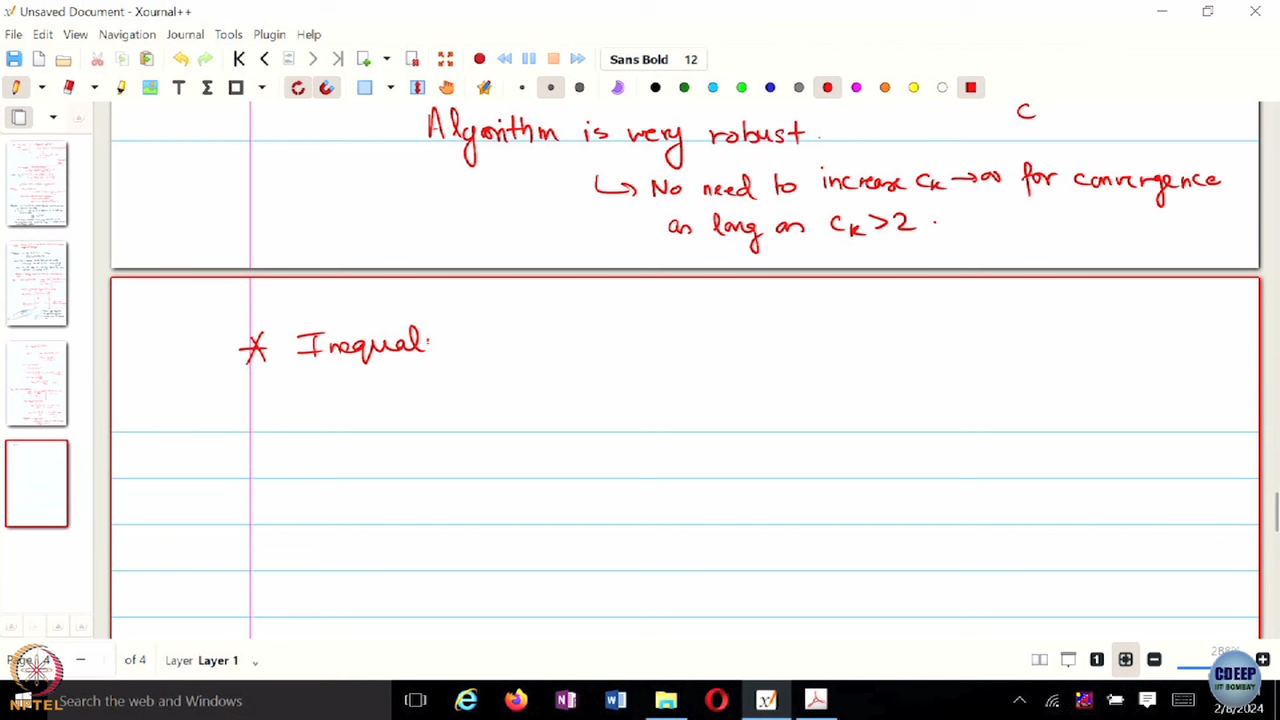 Unsaved Document - Xournal++
File Edit View Navigation Journal Tools Plugin Help
Sans Bold 12
C
Algorithm is very robust.
↳ No need to increase cK→∞ for convergence
as long as cK>2.
* Inequal
of 4 Layer Layer 1
288%
NPTEL
Search the web and Windows
CDEEP
IIT BOMBAY
2/8/2024